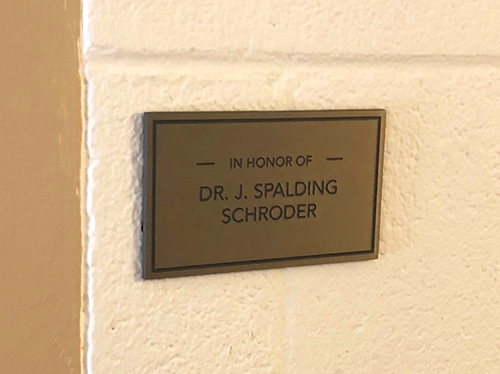 — IN HONOR OF —
DR. J. SPALDING
SCHRODER